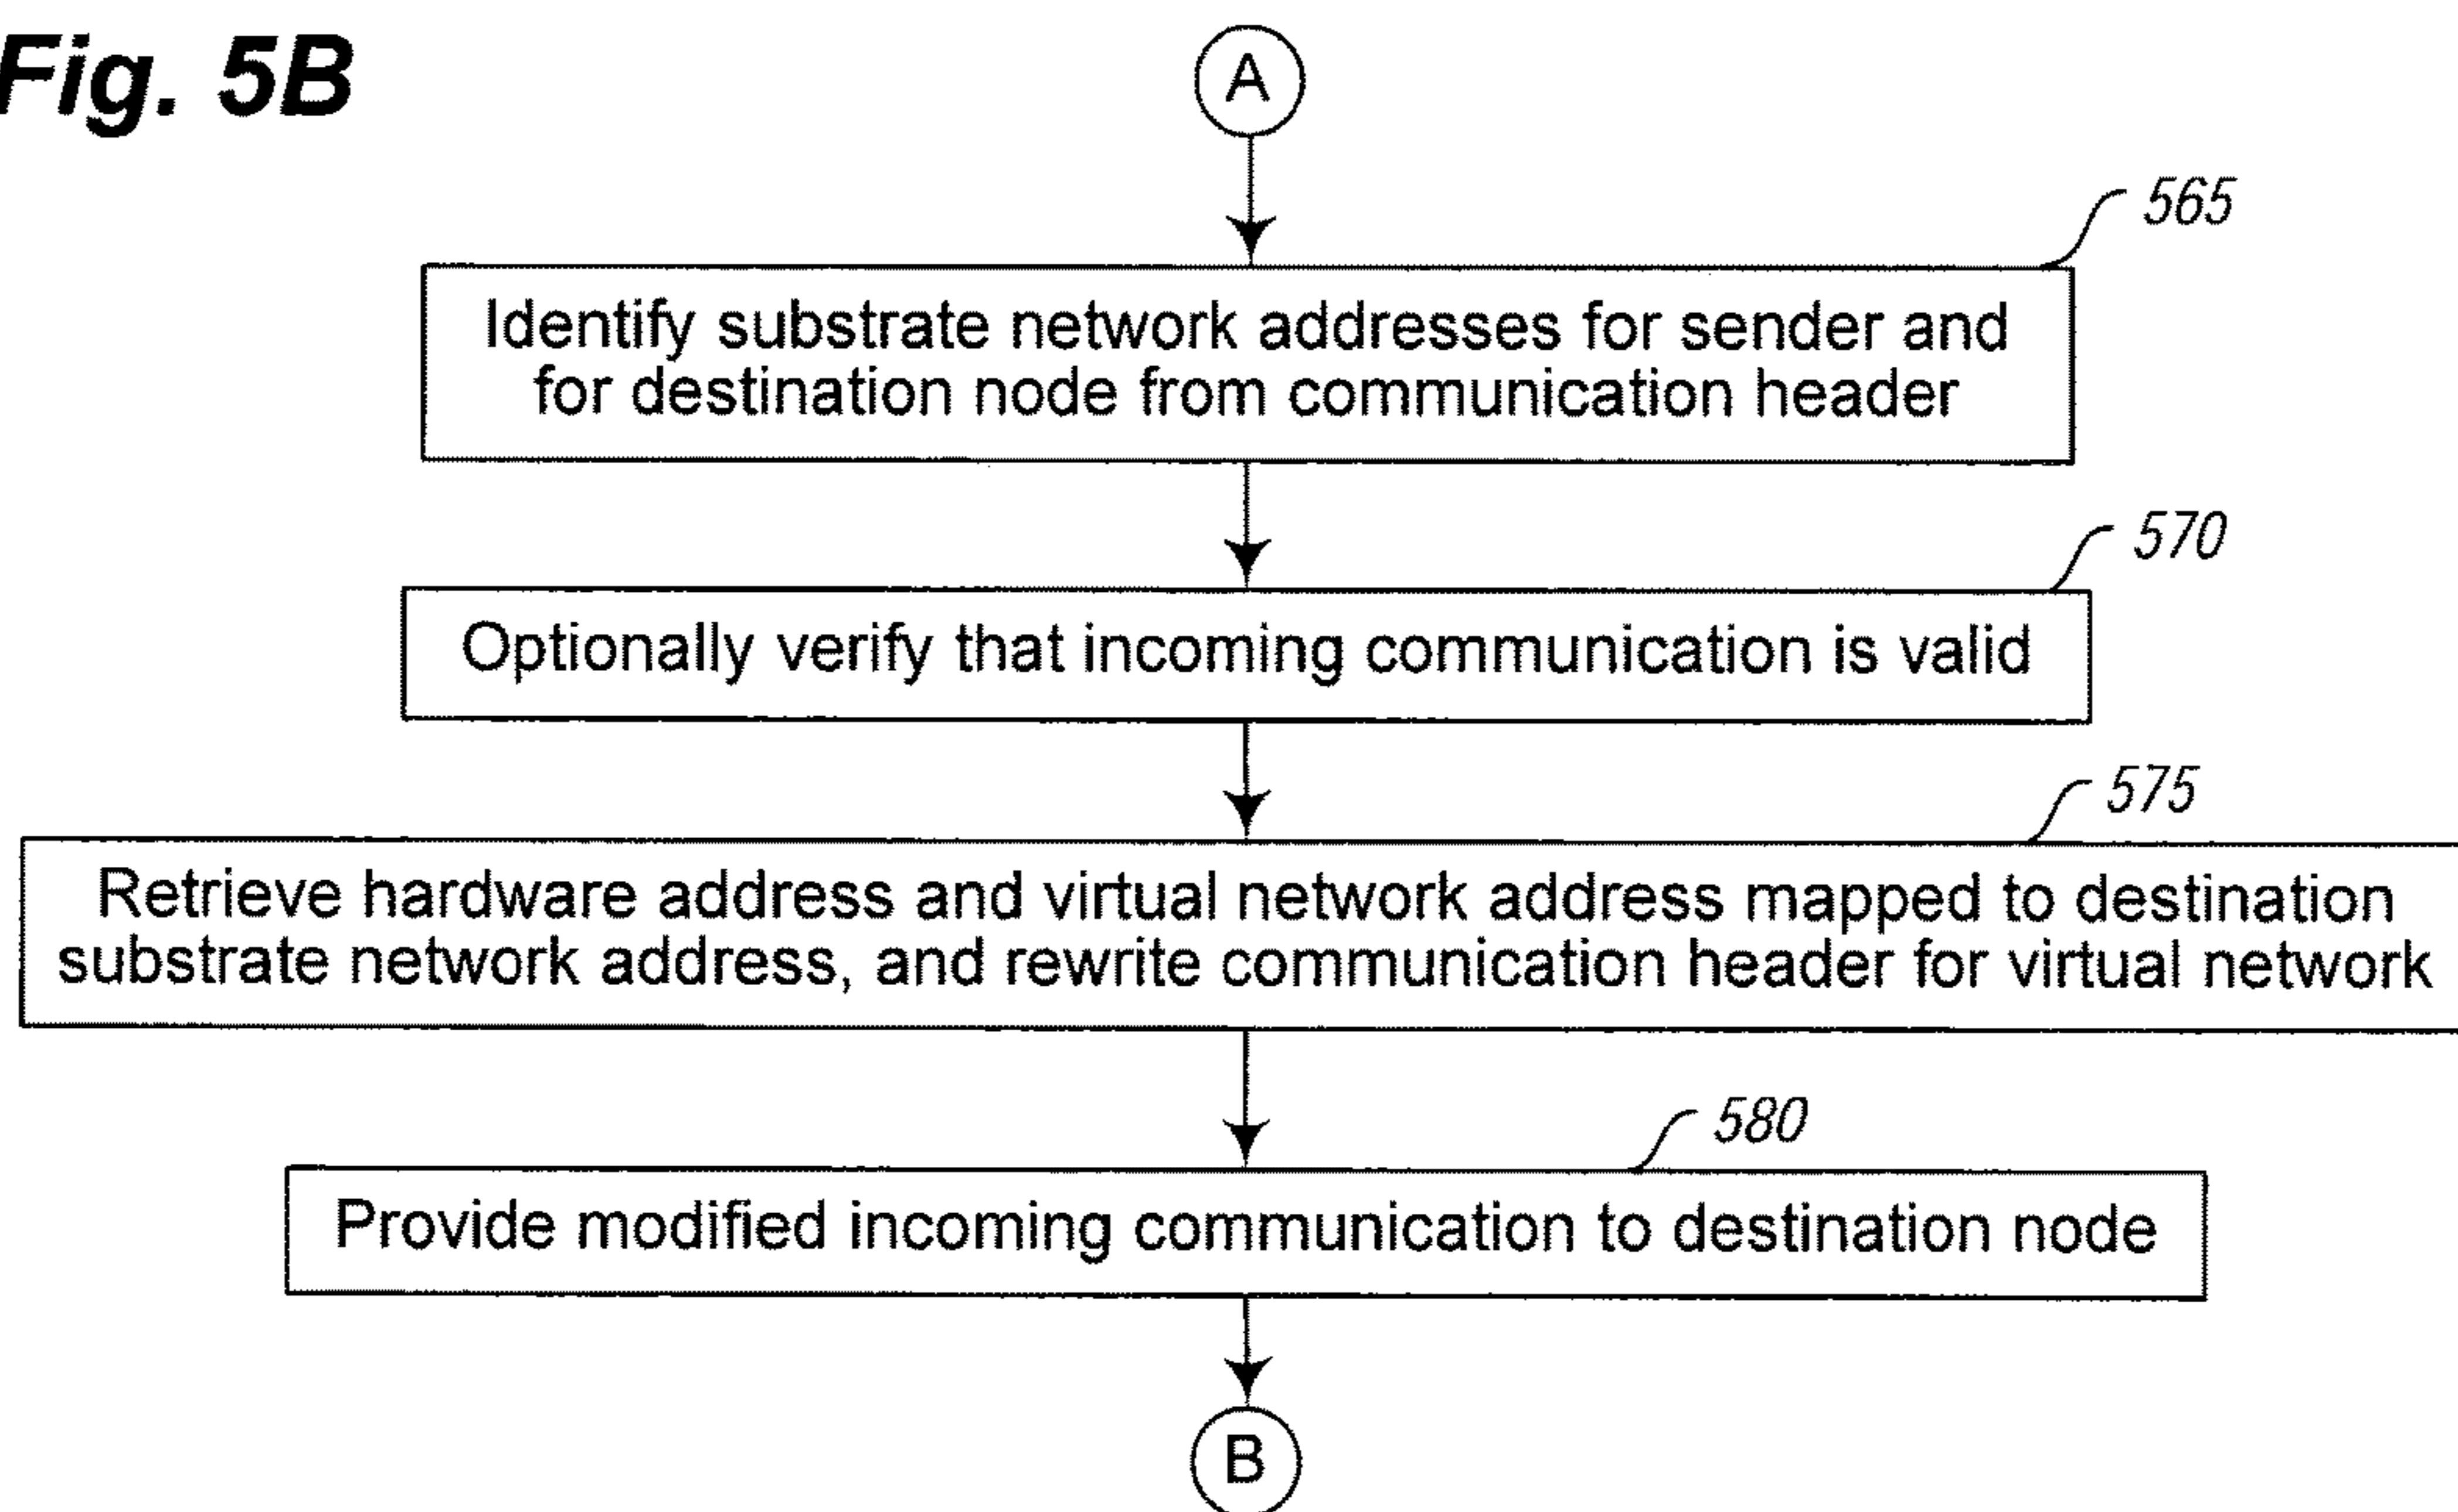 Fig. 5B
A
565
Identify substrate network addresses for sender and
for destination node from communication header
570
Optionally verify that incoming communication is valid
575
Retrieve hardware address and virtual network address mapped to destination
substrate network address, and rewrite communication header for virtual network
580
Provide modified incoming communication to destination node
B